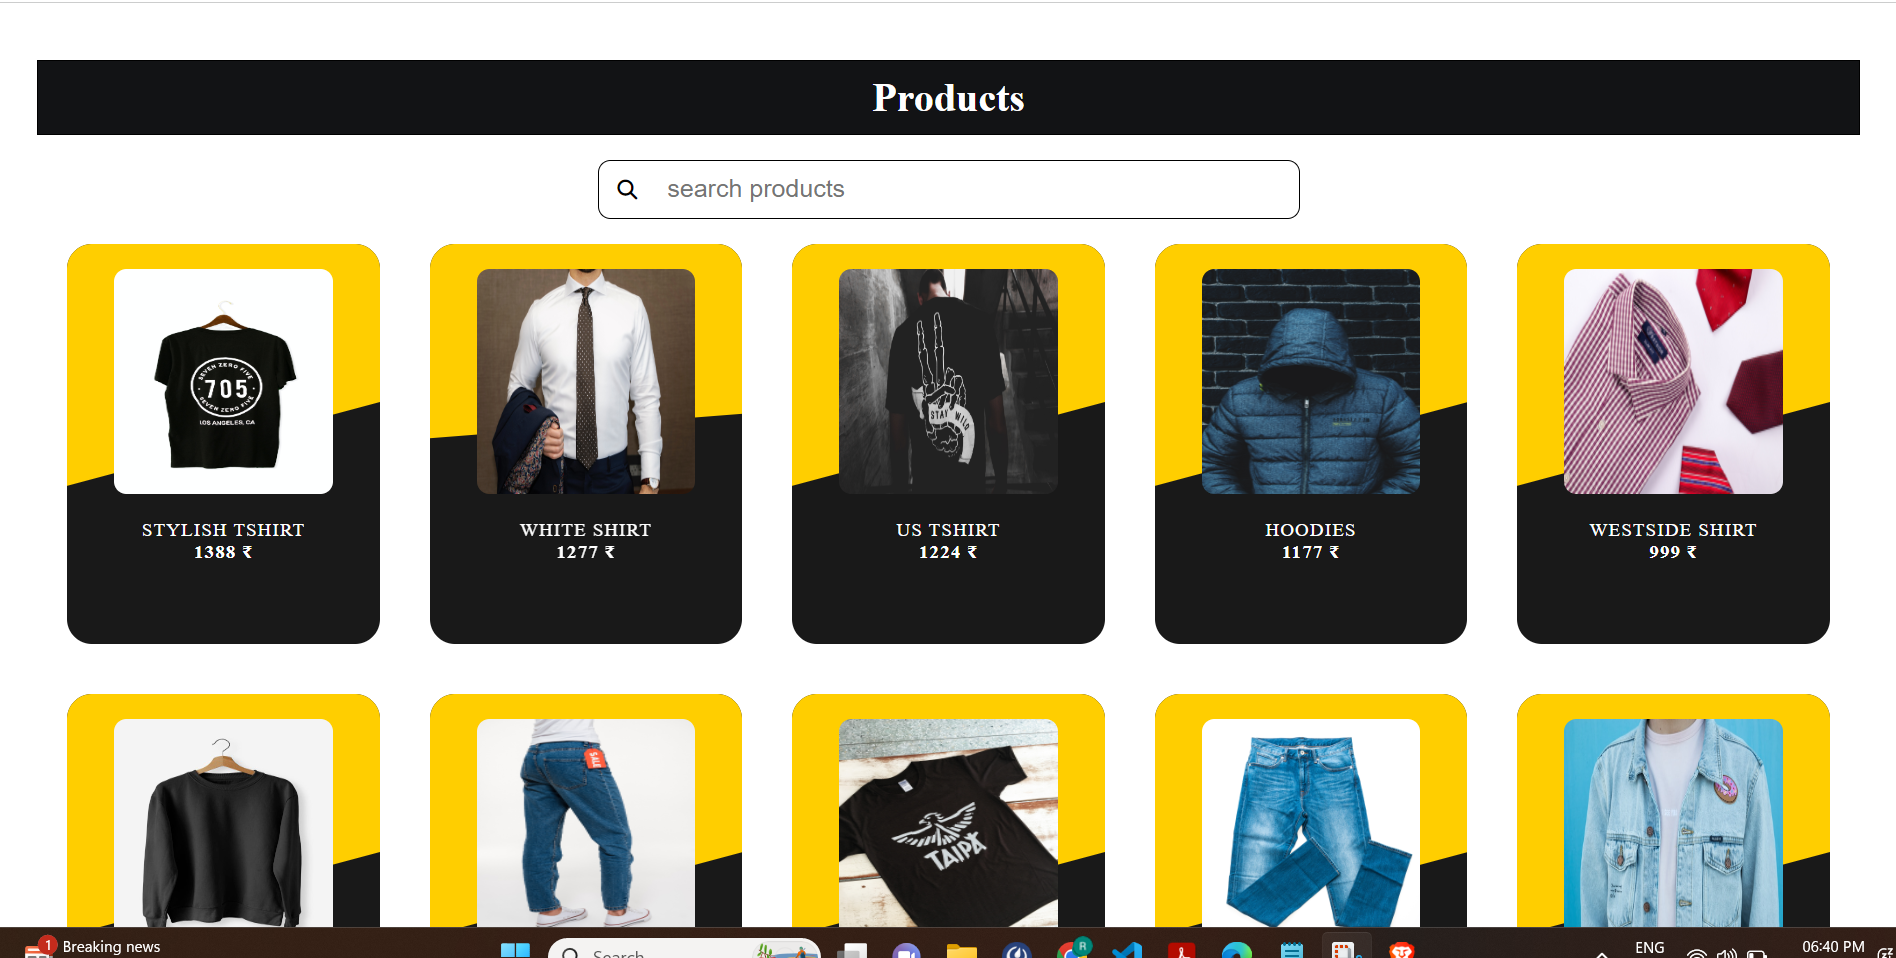 Products
search products
SEVEN ZERO FIVE
705
SEVEN ZERO FIVE
LOS ANGELES, CA
STAY WILD
STYLISH TSHIRT
1388 ₹
WHITE SHIRT
1277 ₹
US TSHIRT
1224 ₹
HOODIES
1177 ₹
WESTSIDE SHIRT
999 ₹
TAIPA
1
Breaking news
Search
R
ENG
06:40 PM